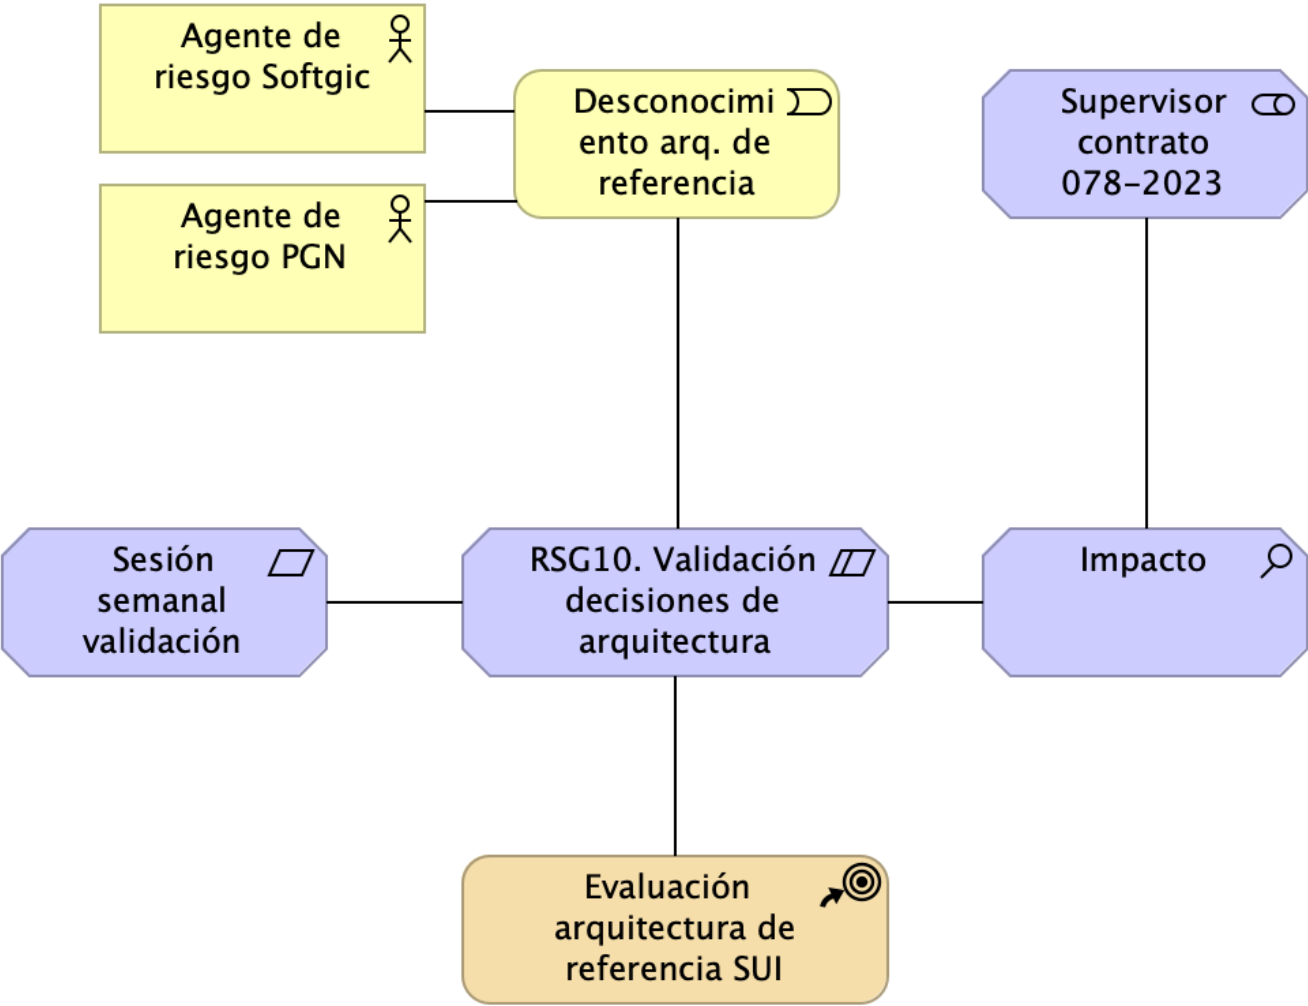 Agente de
riesgo Softgic
Desconocimi
ento arq. de
referencia
Supervisor
contrato
078-2023
Agente de
riesgo PGN
Sesión
semanal
validación
RSG10. Validación
decisiones de
arquitectura
Impacto
Evaluación
arquitectura de
referencia SUI